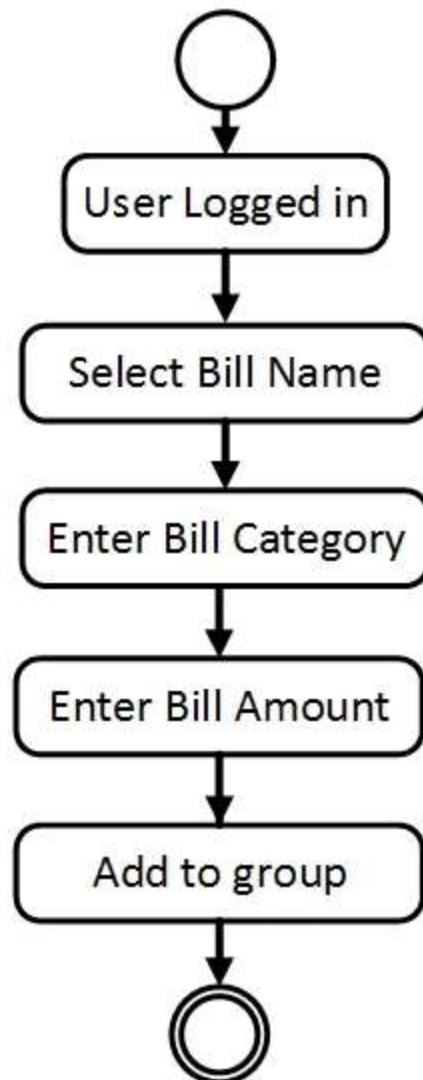 User Logged in
Select Bill Name
Enter Bill Category
Enter Bill Amount
Add to group